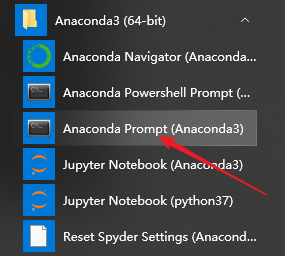 Anaconda3 (64-bit)
Anaconda Navigator (Anaconda...
Anaconda Powershell Prompt (...
Anaconda Prompt (Anaconda3)
Jupyter Notebook (Anaconda3)
Jupyter Notebook (python37)
Reset Spyder Settings (Anacond...